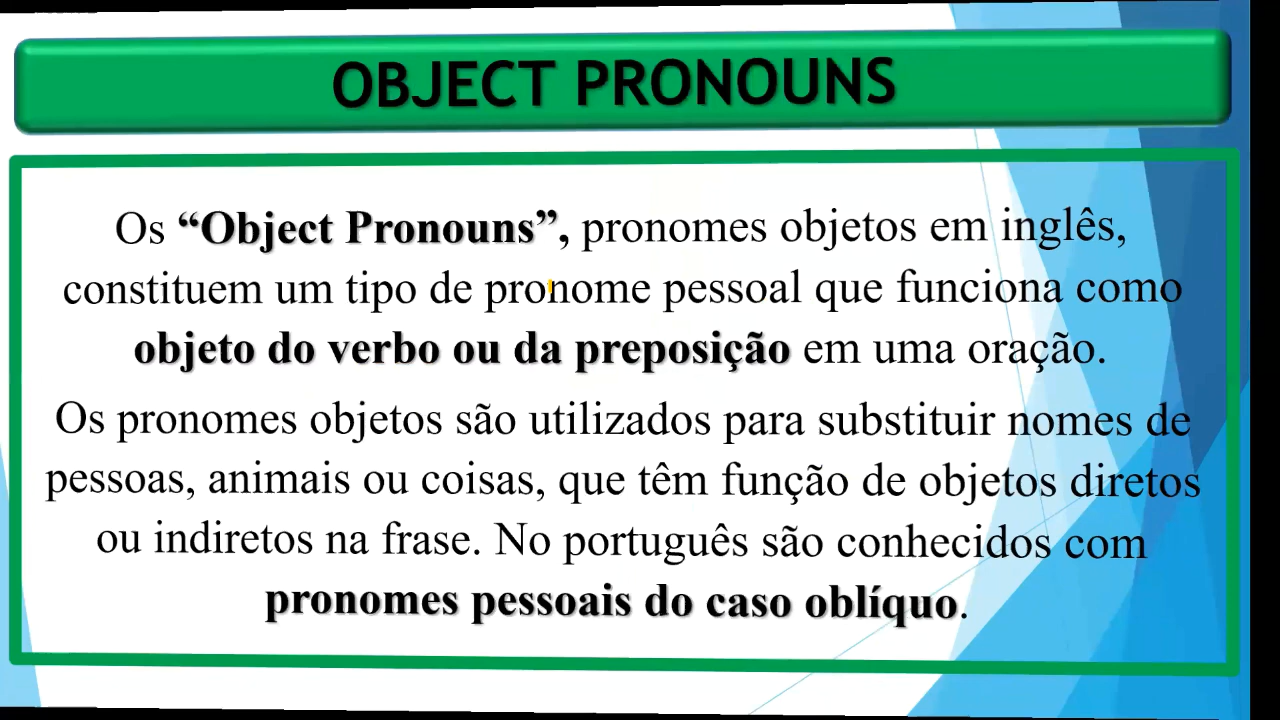 OBJECT PRONOUNS
Os “Object Pronouns”, pronomes objetos em inglês,
constituem um tipo de pronome pessoal que funciona como
objeto do verbo ou da preposição em uma oração.
Os pronomes objetos são utilizados para substituir nomes de
pessoas, animais ou coisas, que têm função de objetos diretos
ou indiretos na frase. No português são conhecidos com
pronomes pessoais do caso oblíquo.